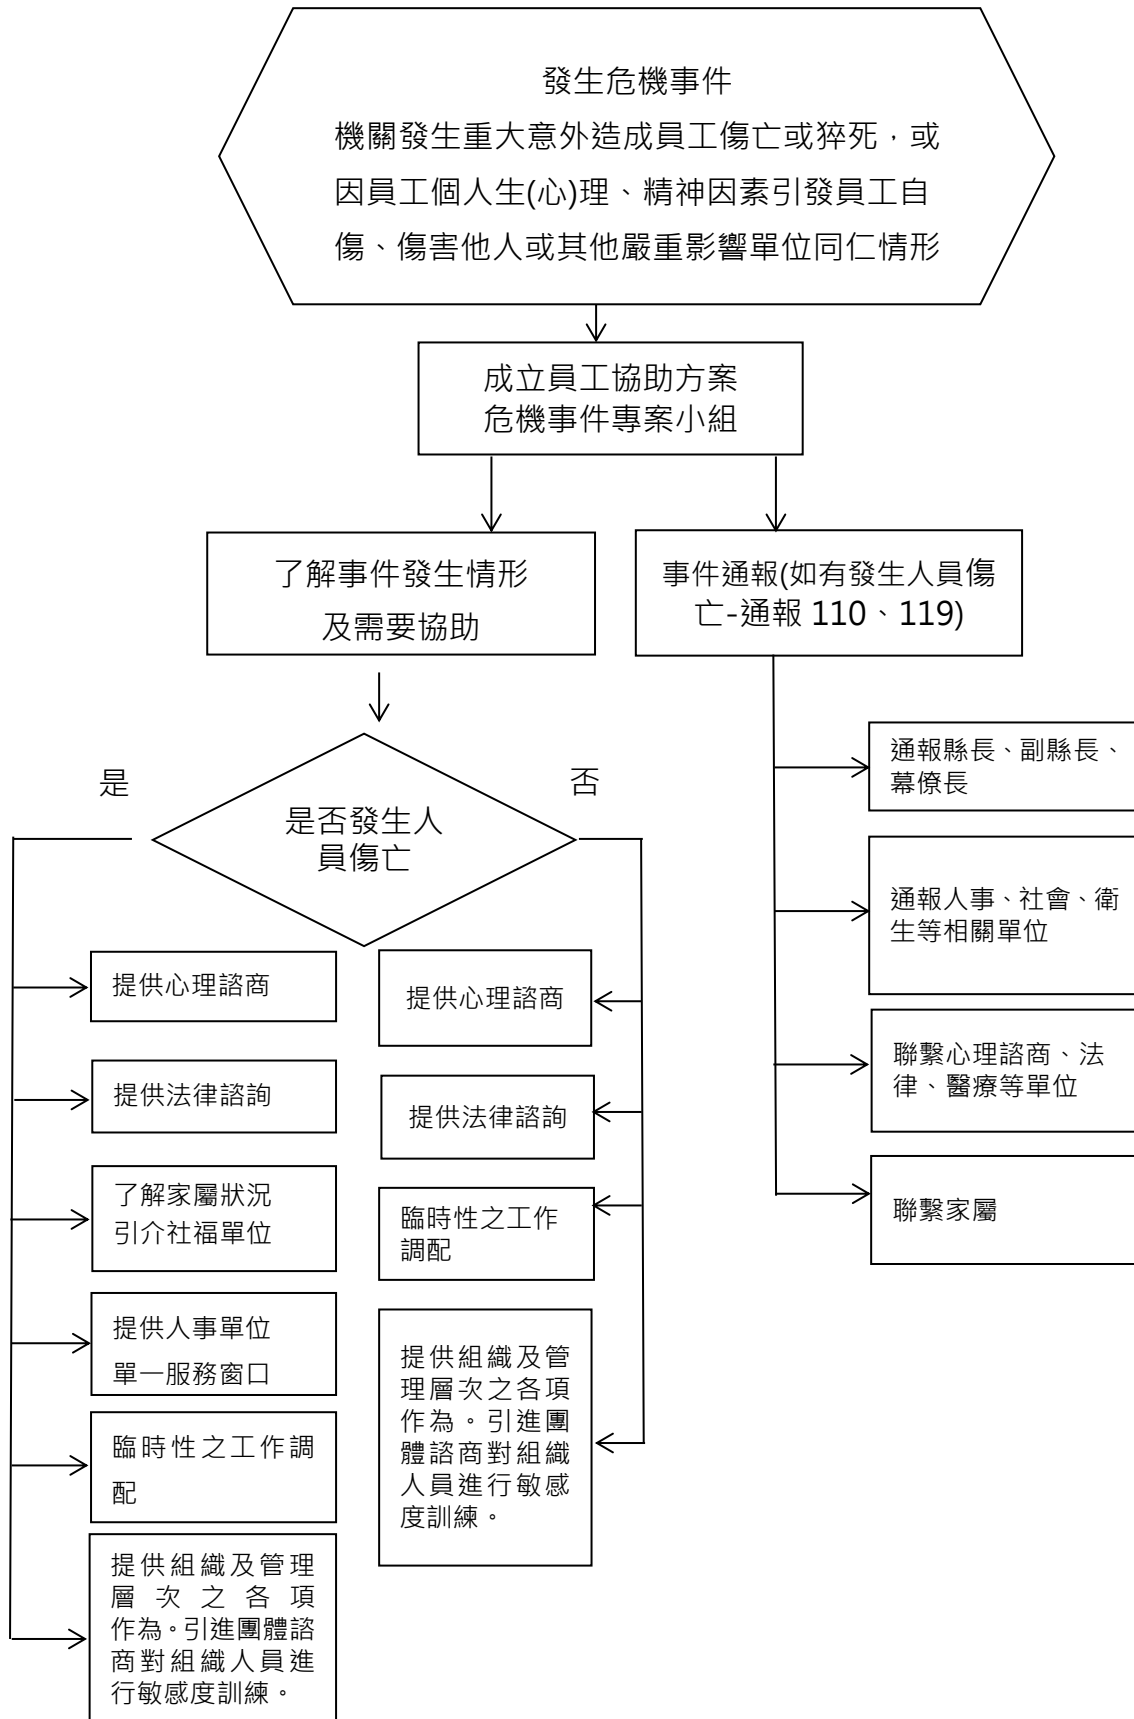 發生危機事件
機關發生重大意外造成員工傷亡或猝死，或
因員工個人生(心)理、精神因素引發員工自
傷、傷害他人或其他嚴重影響單位同仁情形
成立員工協助方案
危機事件專案小組
了解事件發生情形
及需要協助
事件通報(如有發生人員傷
亡-通報 110、119)
是
否
是否發生人
員傷亡
通報縣長、副縣長、
幕僚長
通報人事、社會、衛
生等相關單位
聯繫心理諮商、法
律、醫療等單位
聯繫家屬
提供心理諮商
提供法律諮詢
了解家屬狀況
引介社福單位
提供人事單位
單一服務窗口
臨時性之工作調
配
提供組織及管理
層次之各項
作為。引進團體諮
商對組織人員進
行敏感度訓練。
提供心理諮商
提供法律諮詢
臨時性之工作
調配
提供組織及管
理層次之各項
作為。引進團
體諮商對組織
人員進行敏感
度訓練。